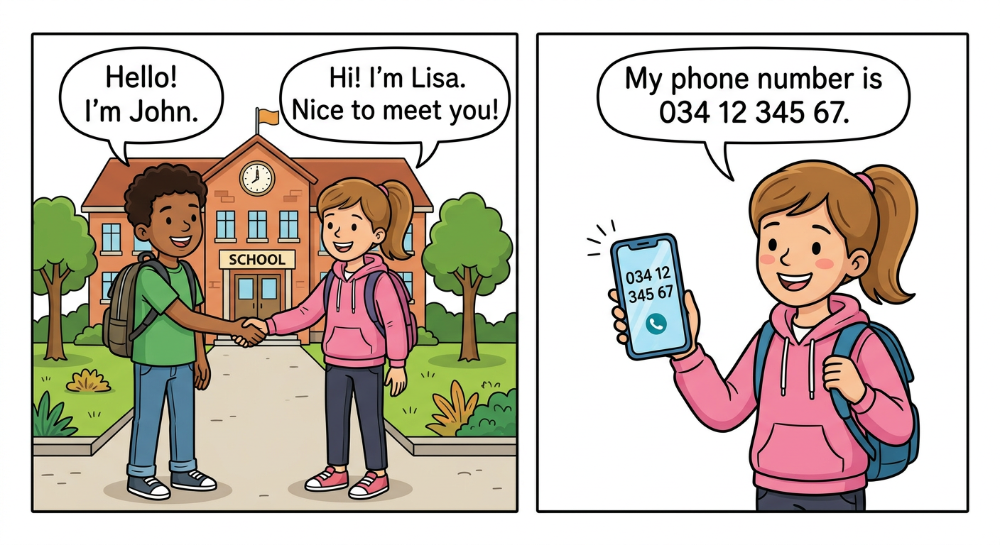 Hello!
I'm John.
Hi! I'm Lisa.
Nice to meet you!
SCHOOL
My phone number is
034 12 345 67.
034 12
345 67